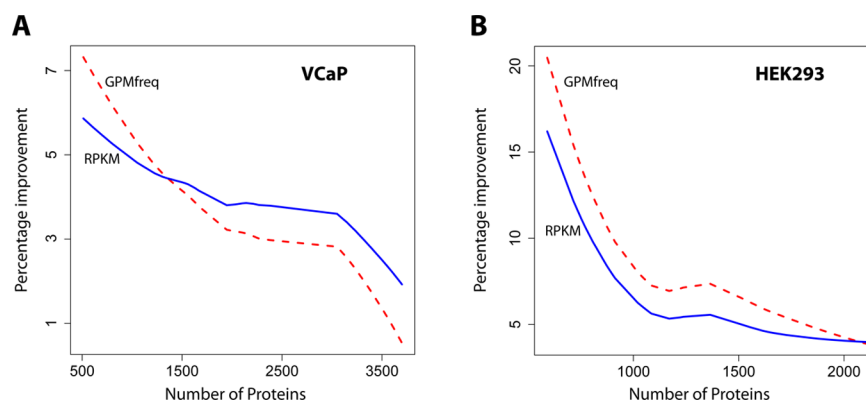 A
VCaP
GPMfreq
RPKM
Percentage improvement
7
5
3
1
500
1500
2500
3500
Number of Proteins
B
HEK293
GPMfreq
RPKM
Percentage improvement
20
15
10
5
1000
1500
2000
Number of Proteins